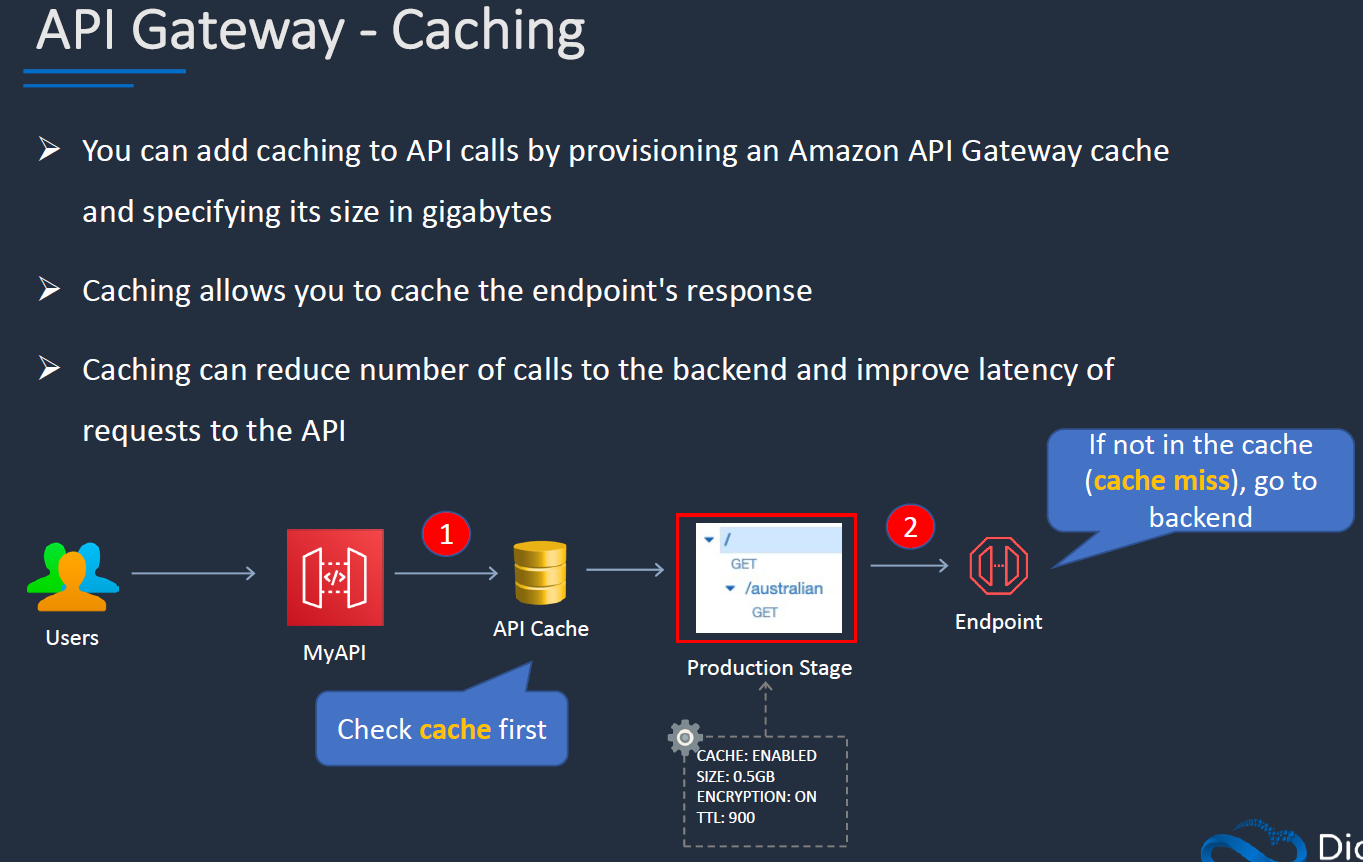 API Gateway - Caching
You can add caching to API calls by provisioning an Amazon API Gateway cache
and specifying its size in gigabytes
Caching allows you to cache the endpoint's response
Caching can reduce number of calls to the backend and improve latency of
requests to the API
If not in the cache
(cache miss), go to
backend
1
2
/
GET
/australian
GET
Users
MyAPI
API Cache
Production Stage
Endpoint
Check cache first
CACHE: ENABLED
SIZE: 0.5GB
ENCRYPTION: ON
TTL: 900